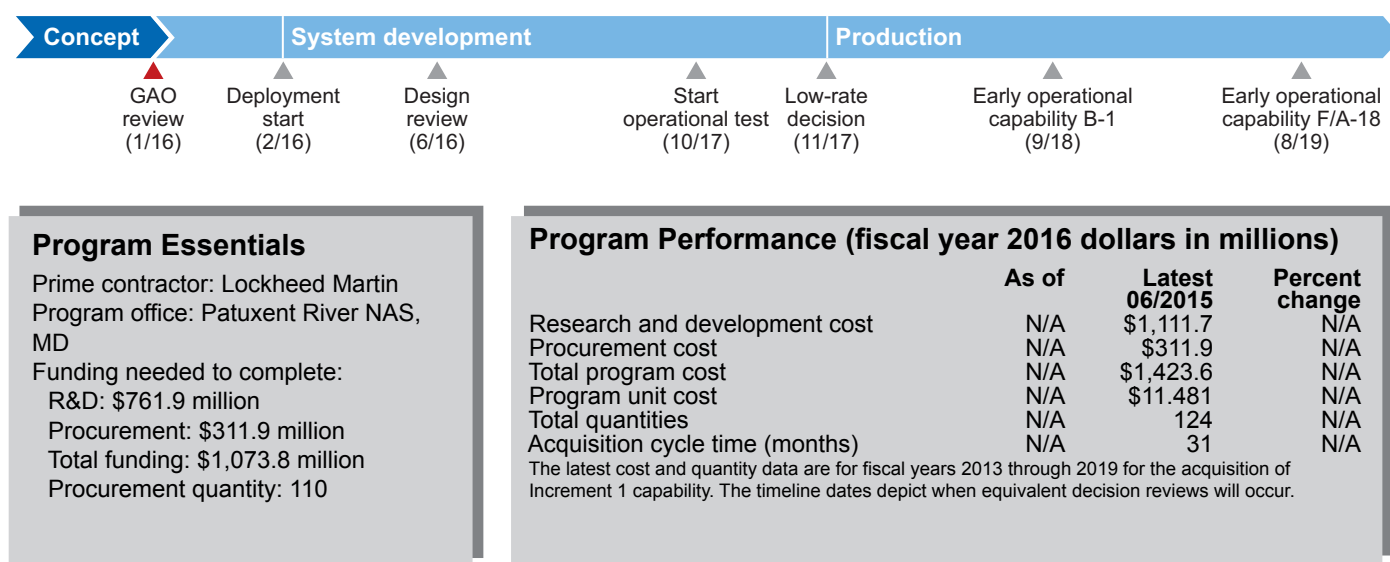 Concept
System development
Production
GAO
review
(1/16)
Deployment
start
(2/16)
Design
review
(6/16)
Start
operational test
(10/17)
Low-rate
decision
(11/17)
Early operational
capability B-1
(9/18)
Early operational
capability F/A-18
(8/19)
Program Essentials
Prime contractor: Lockheed Martin
Program office: Patuxent River NAS,
MD
Funding needed to complete:
R&D: $761.9 million
Procurement: $311.9 million
Total funding: $1,073.8 million
Procurement quantity: 110
Program Performance (fiscal year 2016 dollars in millions)
As of Latest Percent
06/2015 change
Research and development cost N/A $1,111.7 N/A
Procurement cost N/A $311.9 N/A
Total program cost N/A $1,423.6 N/A
Program unit cost N/A $11.481 N/A
Total quantities N/A 124 N/A
Acquisition cycle time (months) N/A 31 N/A
The latest cost and quantity data are for fiscal years 2013 through 2019 for the acquisition of
Increment 1 capability. The timeline dates depict when equivalent decision reviews will occur.